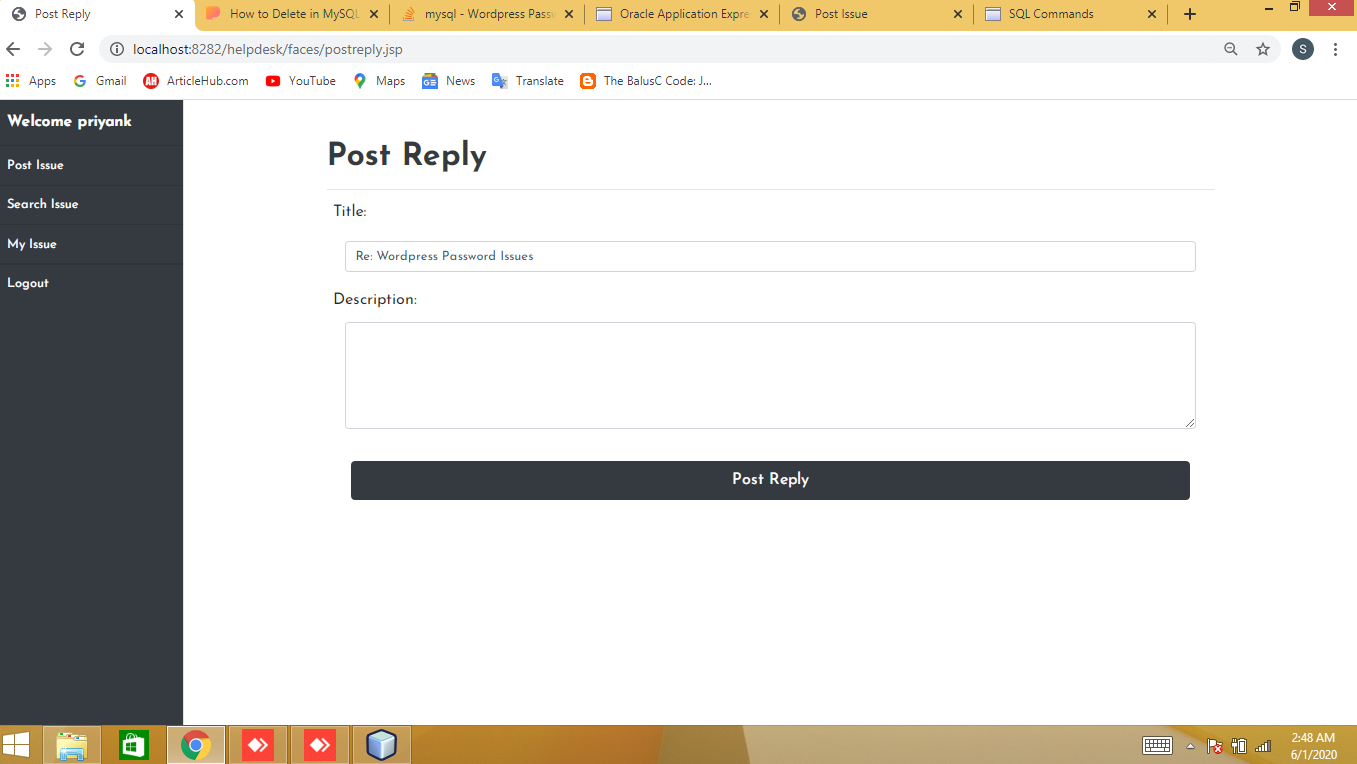 Post Reply
How to Delete in MySQL
mysql - Wordpress Passw
Oracle Application Expre
Post Issue
SQL Commands
localhost:8282/helpdesk/faces/postreply.jsp
S
Apps
Gmail
AH ArticleHub.com
YouTube
Maps
GE News
Translate
The BalusC Code: J...
Welcome priyank
Post Issue
Search Issue
My Issue
Logout
Post Reply
Title:
Re: Wordpress Password Issues
Description:
Post Reply
2:48 AM
6/1/2020